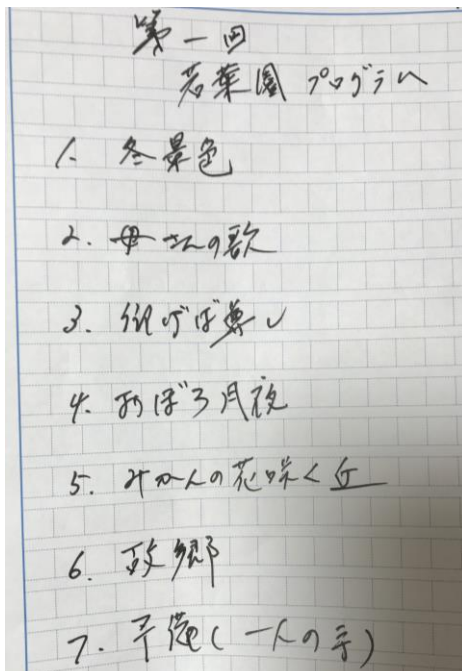 第一回
若葉園 プログラム
1. 冬景色
2. 母さんの歌
3. 仰げば尊し
4. おぼろ月夜
5. みかんの花咲く丘
6. 故郷
7. 予備(一人の手)